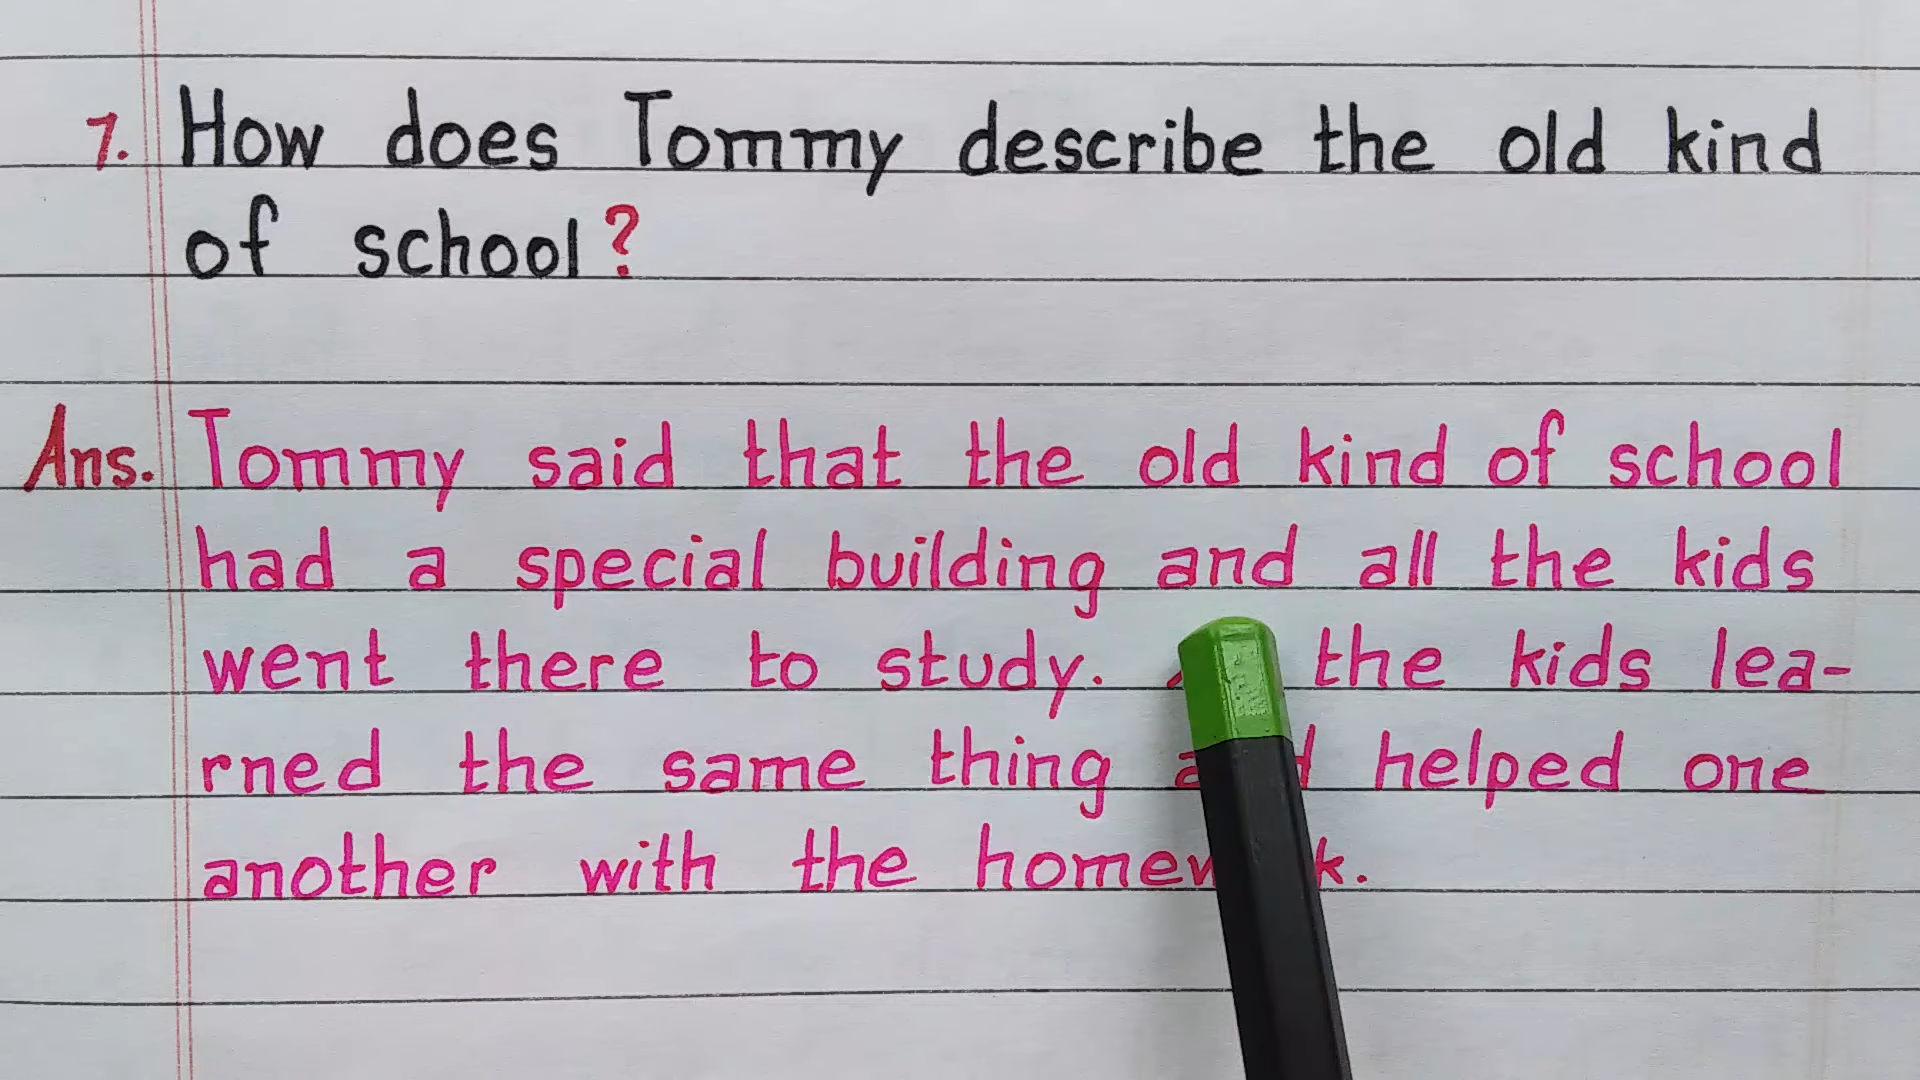 7. How does Tommy describe the old kind
of school?
Ans. Tommy said that the old kind of school
had a special building and all the kids
went there to study. the kids lea-
rned the same thing and helped one
another with the homework.